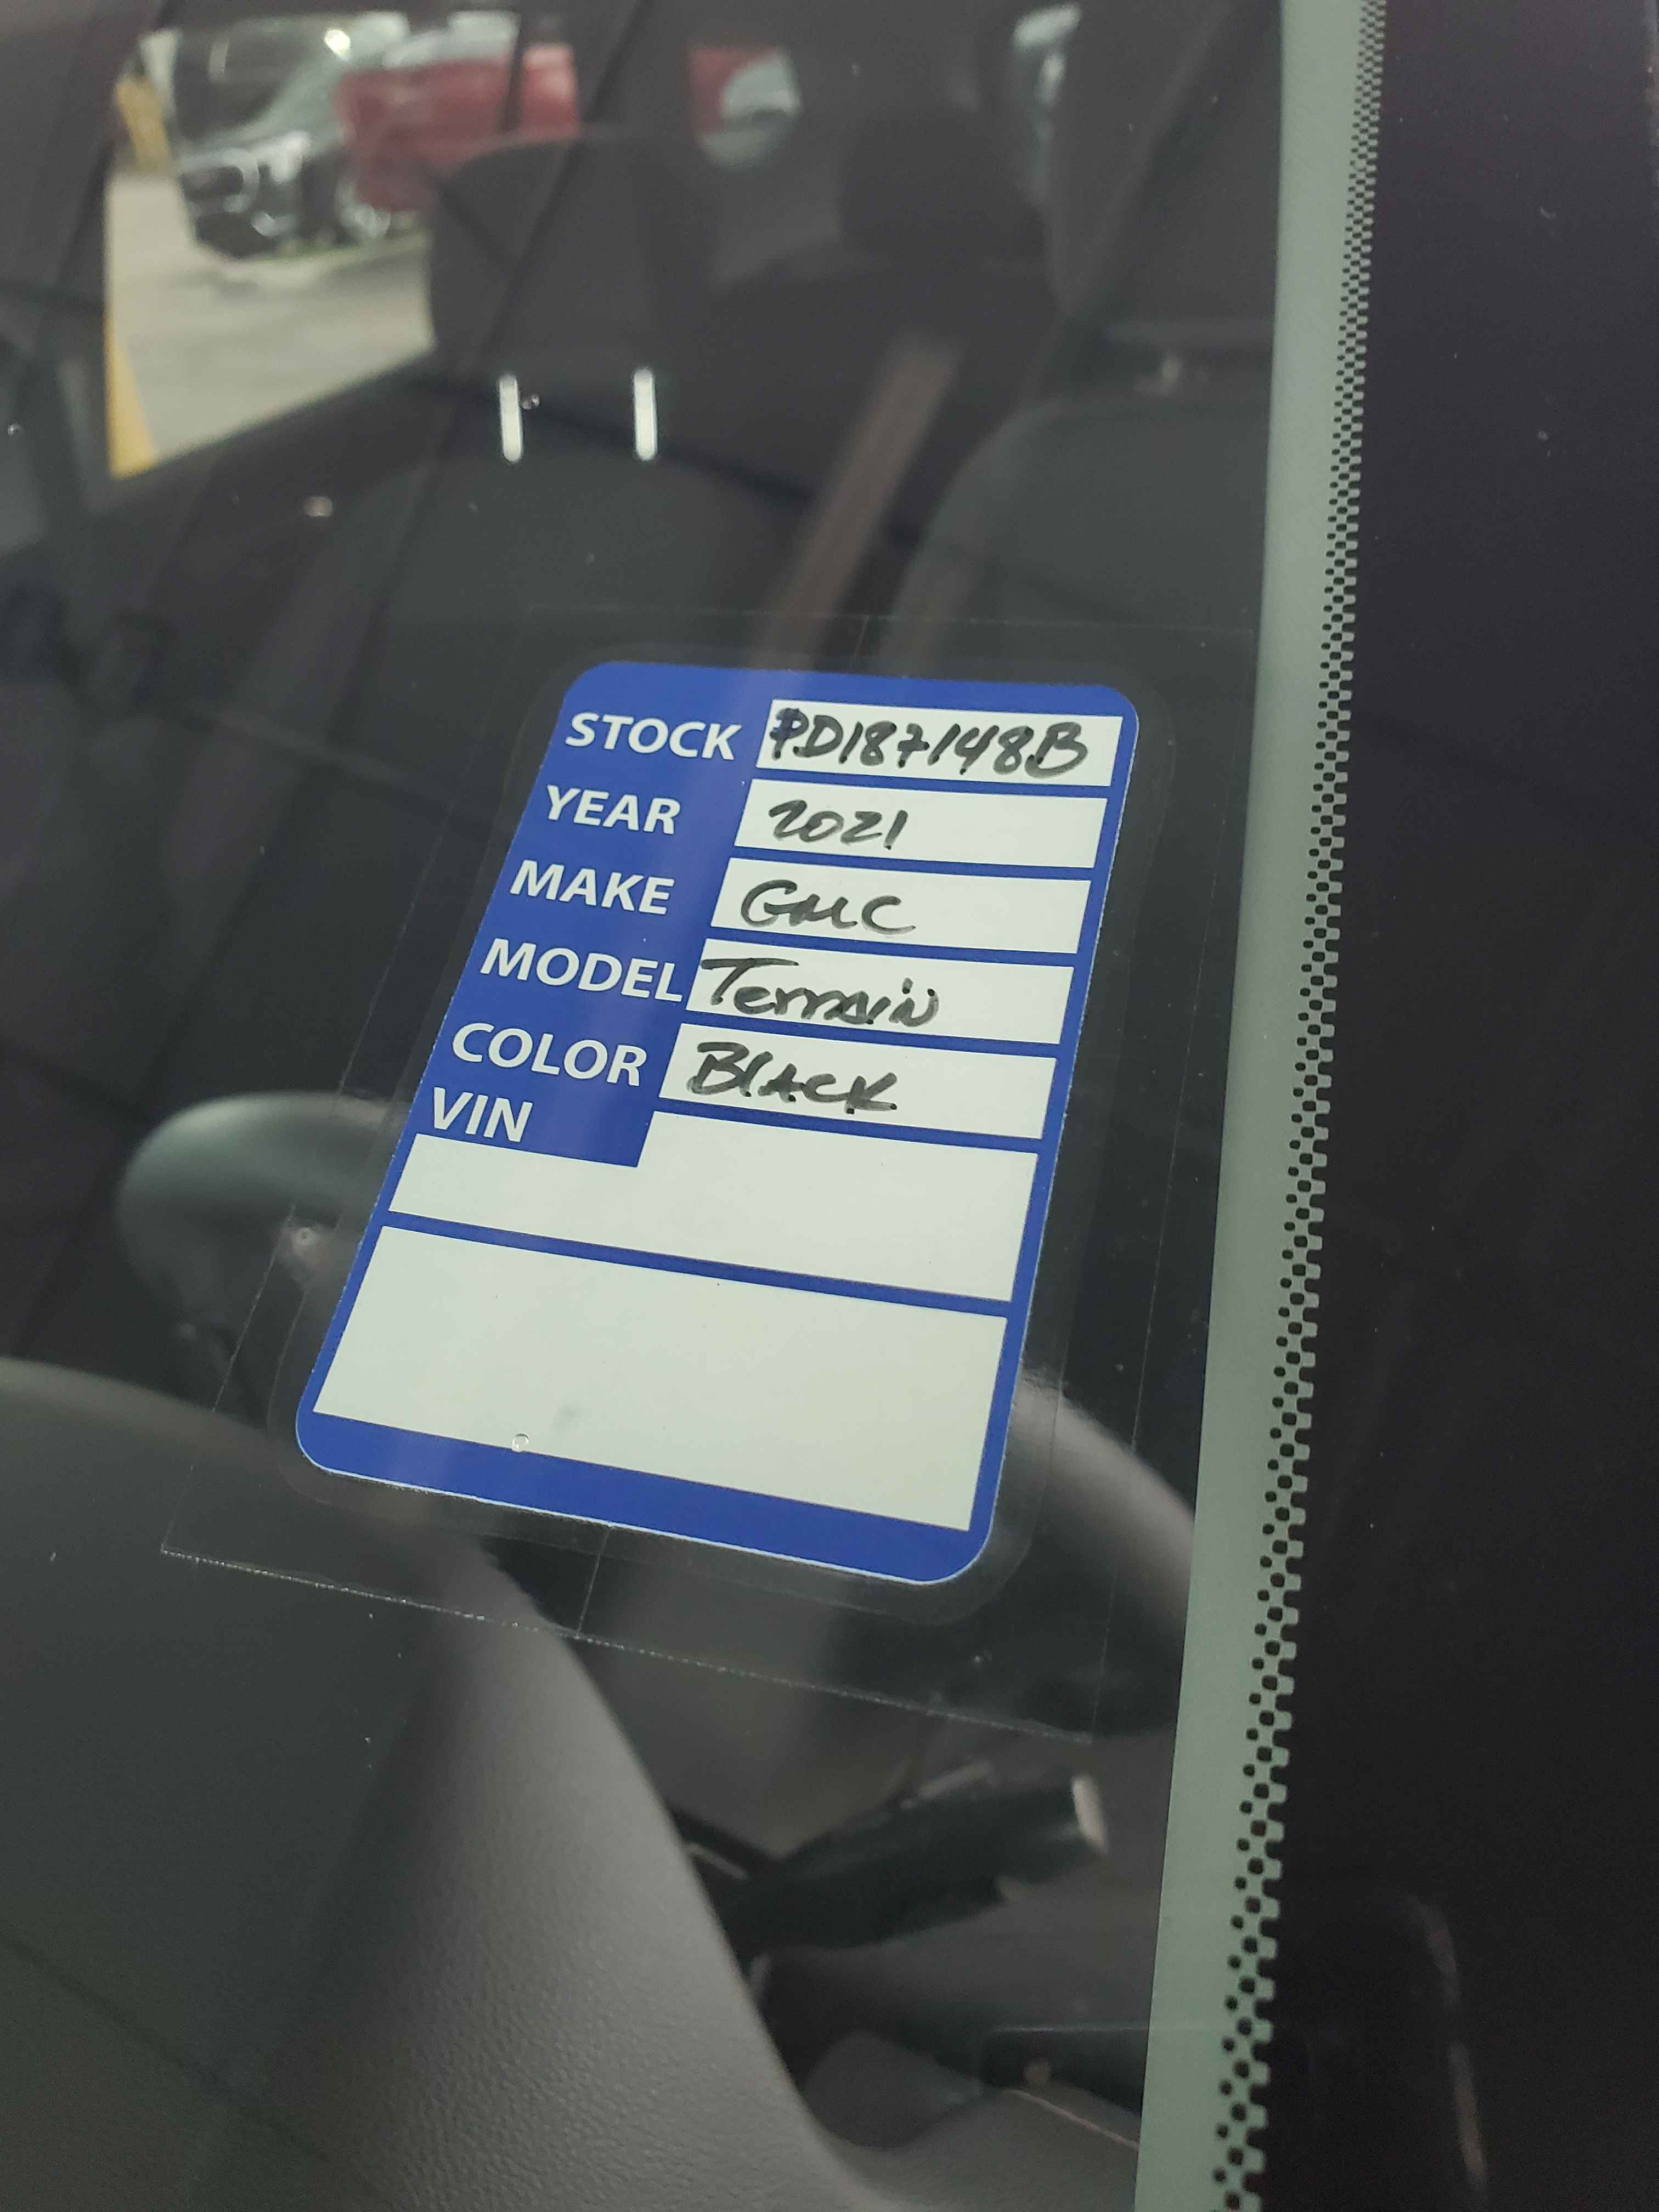 STOCK PD187148B
YEAR 2021
MAKE GMC
MODEL Terrain
COLOR BLACK
VIN